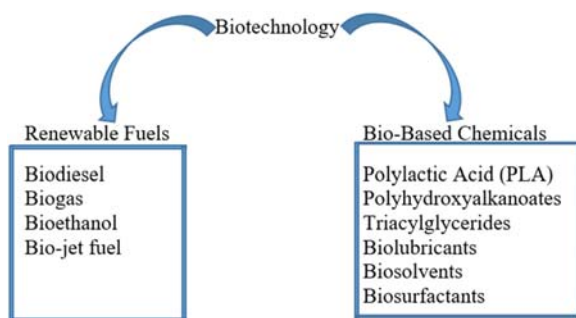 Biotechnology
Renewable Fuels
Biodiesel
Biogas
Bioethanol
Bio-jet fuel
Bio-Based Chemicals
Polylactic Acid (PLA)
Polyhydroxyalkanoates
Triacylglycerides
Biolubricants
Biosolvents
Biosurfactants